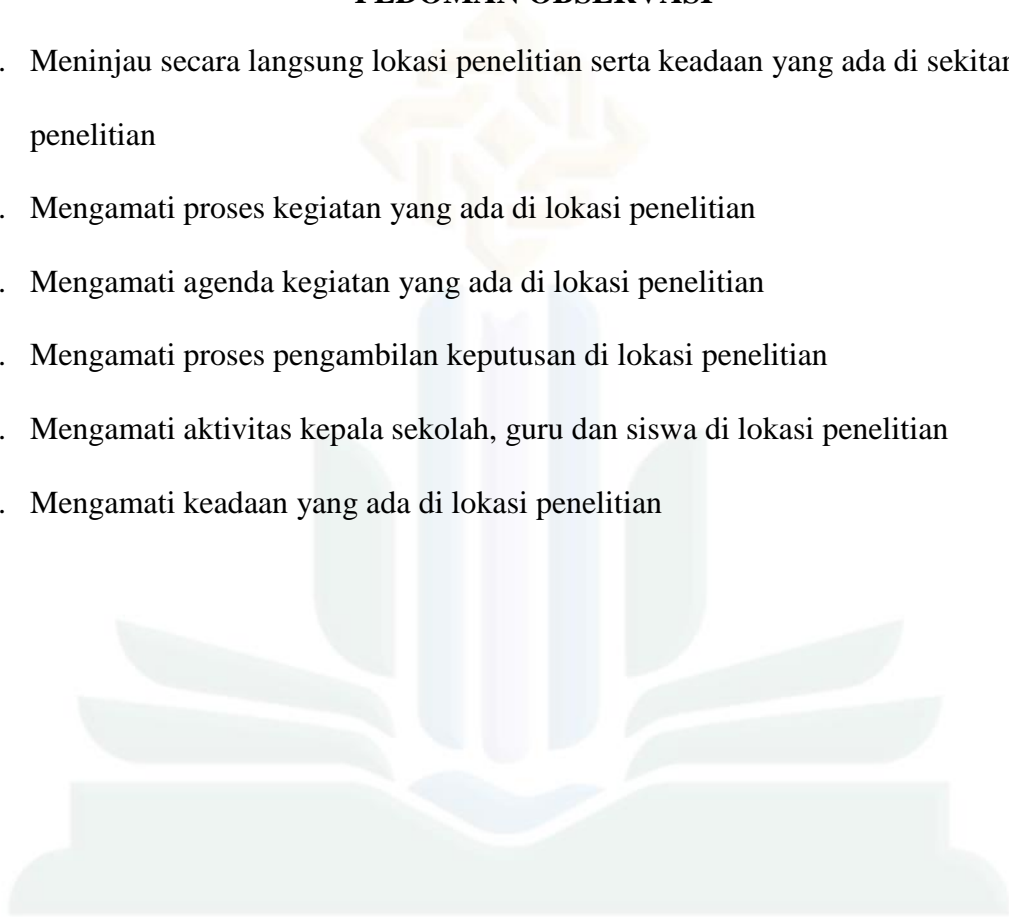 PEDOMAN OBSERVASI
. Meninjau secara langsung lokasi penelitian serta keadaan yang ada di sekitar
penelitian
. Mengamati proses kegiatan yang ada di lokasi penelitian
. Mengamati agenda kegiatan yang ada di lokasi penelitian
. Mengamati proses pengambilan keputusan di lokasi penelitian
. Mengamati aktivitas kepala sekolah, guru dan siswa di lokasi penelitian
. Mengamati keadaan yang ada di lokasi penelitian